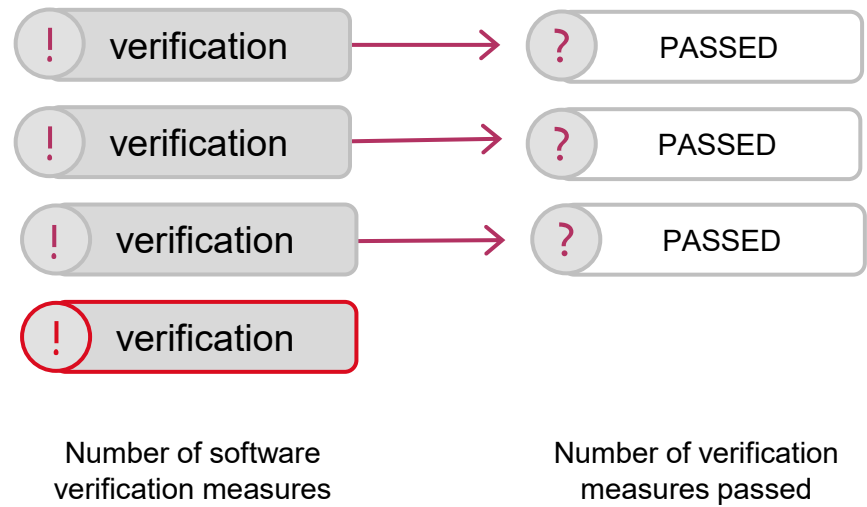 ! verification ? PASSED
! verification ? PASSED
! verification ? PASSED
! verification
Number of software
verification measures
Number of verification
measures passed